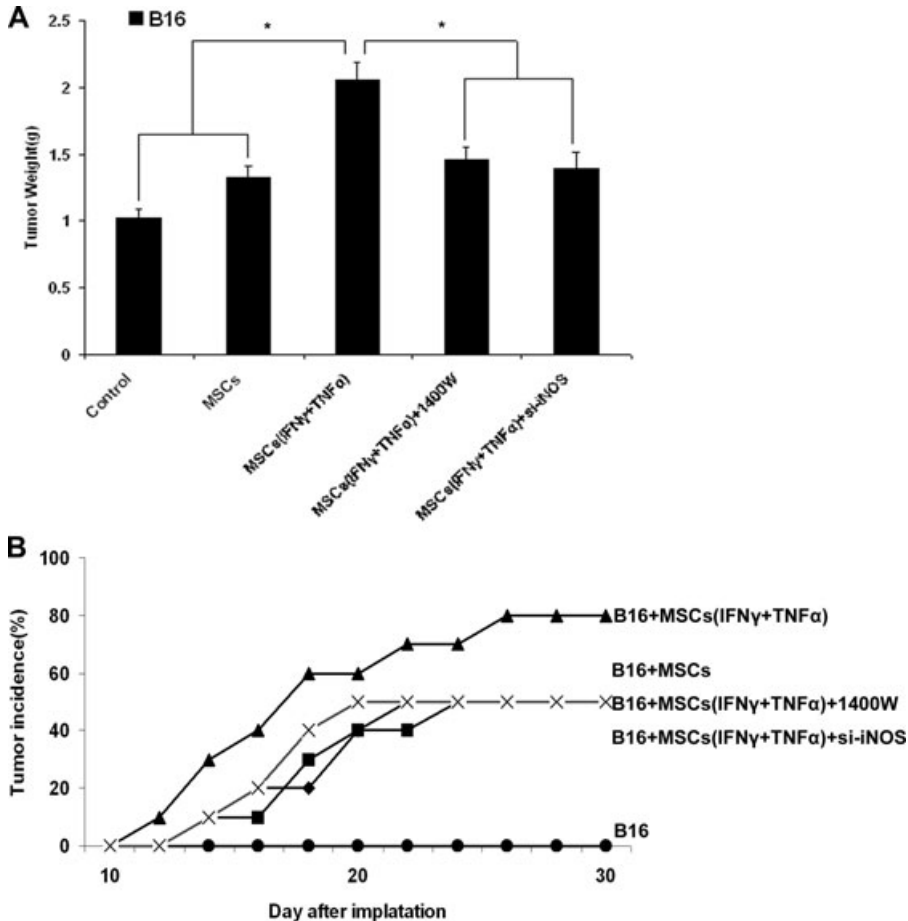 A
B16
*
*
2.5
2
1.5
1
0.5
0
Tumor Weight(g)
Control
MSCs
MSCs(IFNγ+TNFα)
MSCs(IFNγ+TNFα)+1400W
MSCs(IFNγ+TNFα)+si-iNOS
B
100
80
60
40
20
0
Tumor incidence(%)
B16+MSCs(IFNγ+TNFα)
B16+MSCs
B16+MSCs(IFNγ+TNFα)+1400W
B16+MSCs(IFNγ+TNFα)+si-iNOS
B16
10
20
30
Day after implatation